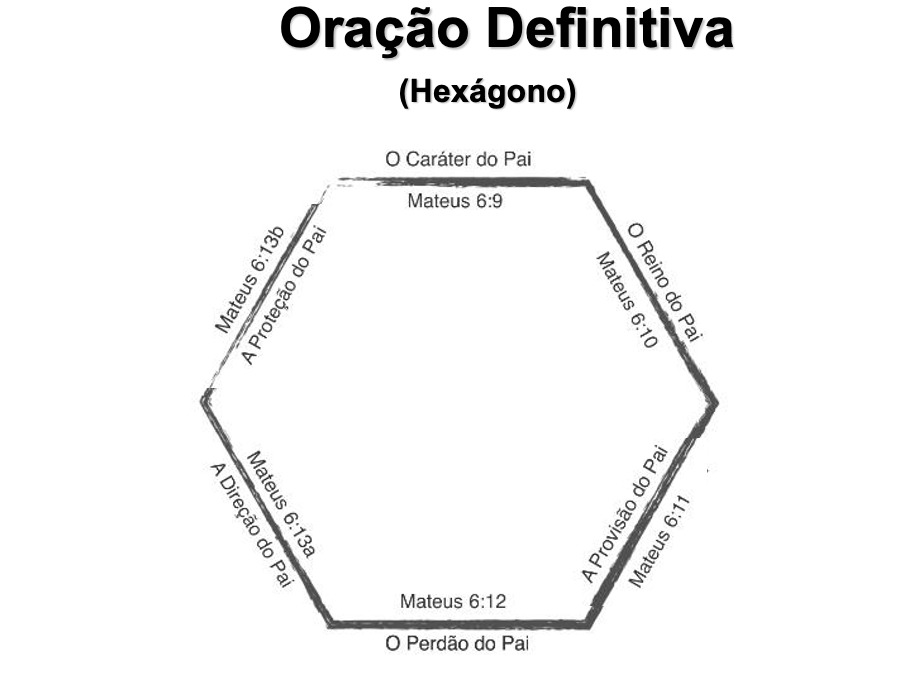 Oração Definitiva
(Hexágono)
O Caráter do Pai
Mateus 6:9
O Reino do Pai
Mateus 6:10
A Provisão do Pai
Mateus 6:11
Mateus 6:12
O Perdão do Pai
Mateus 6:13a
A Direção do Pai
Mateus 6:13b
A Proteção do Pai